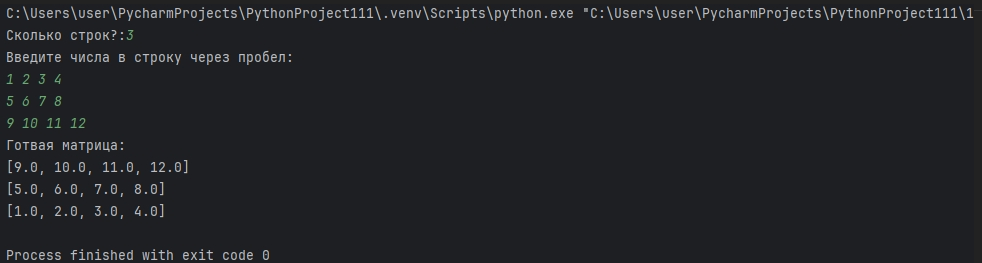 C:\Users\user\PycharmProjects\PythonProject111\.venv\Scripts\python.exe "C:\Users\user\PycharmProjects\PythonProject111\1
Сколько строк?:3
Введите числа в строку через пробел:
1 2 3 4
5 6 7 8
9 10 11 12
Готвая матрица:
[9.0, 10.0, 11.0, 12.0]
[5.0, 6.0, 7.0, 8.0]
[1.0, 2.0, 3.0, 4.0]
Process finished with exit code 0